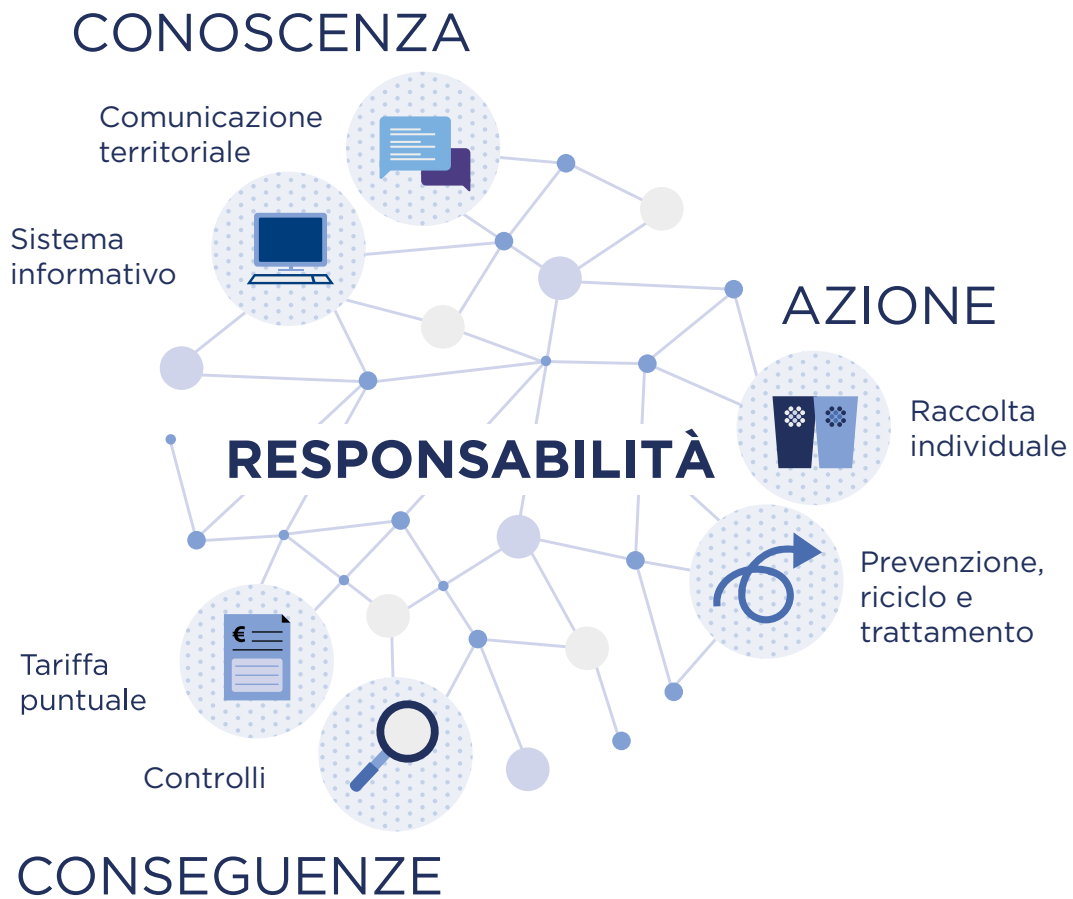 CONOSCENZA
Comunicazione
territoriale
Sistema
informativo
AZIONE
Raccolta
individuale
RESPONSABILITÀ
Prevenzione,
riciclo e
trattamento
€
Tariffa
puntuale
Controlli
CONSEGUENZE